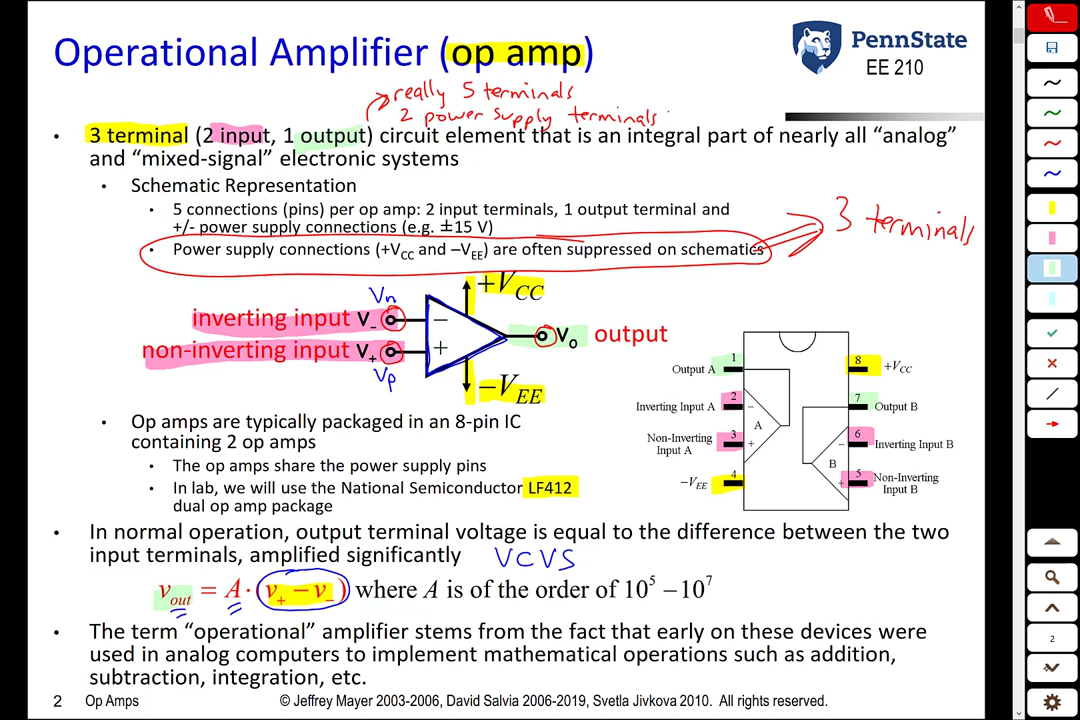 Operational Amplifier (op amp)
PennState
EE 210
really 5 terminals
2 power supply terminals
• 3 terminal (2 input, 1 output) circuit element that is an integral part of nearly all “analog”
and “mixed-signal” electronic systems
• Schematic Representation
• 5 connections (pins) per op amp: 2 input terminals, 1 output terminal and
+/- power supply connections (e.g. ±15 V)
• Power supply connections (+VCC and –VEE) are often suppressed on schematics
3 terminals
+VCC
Vn
inverting input V-
−
non-inverting input V+
+
Vp
Vo output
−VEE
Output A 1
8 +VCC
Inverting Input A 2 −
A
7 Output B
Non-Inverting
Input A 3 +
− 6 Inverting Input B
B
−VEE 4
+ 5 Non-Inverting
Input B
• Op amps are typically packaged in an 8-pin IC
containing 2 op amps
• The op amps share the power supply pins
• In lab, we will use the National Semiconductor LF412
dual op amp package
• In normal operation, output terminal voltage is equal to the difference between the two
input terminals, amplified significantly VCVS
vout = A · (v+ − v−) where A is of the order of 10⁵ – 10⁷
• The term “operational” amplifier stems from the fact that early on these devices were
used in analog computers to implement mathematical operations such as addition,
subtraction, integration, etc.
2 Op Amps © Jeffrey Mayer 2003-2006, David Salvia 2006-2019, Svetla Jivkova 2010. All rights reserved.
2